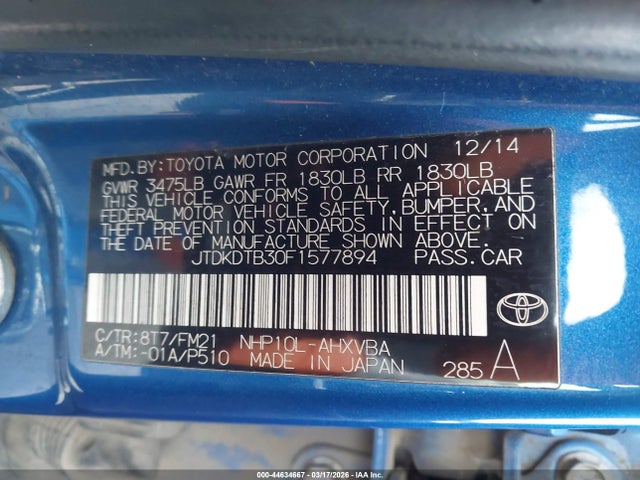 MFD. BY: TOYOTA MOTOR CORPORATION 12/14
GVWR 3475LB GAWR FR 1830LB RR 1830LB
THIS VEHICLE CONFORMS TO ALL APPLICABLE
FEDERAL MOTOR VEHICLE SAFETY, BUMPER, AND
THEFT PREVENTION STANDARDS IN EFFECT ON
THE DATE OF MANUFACTURE SHOWN ABOVE.
JTDKDTB30F1577894 PASS. CAR
C/TR: 8T7/FM21 NHP10L-AHXVBA
A/TM: -01A/P510 MADE IN JAPAN 285 A
000-44634667 - 03/17/2026 - IAA Inc.